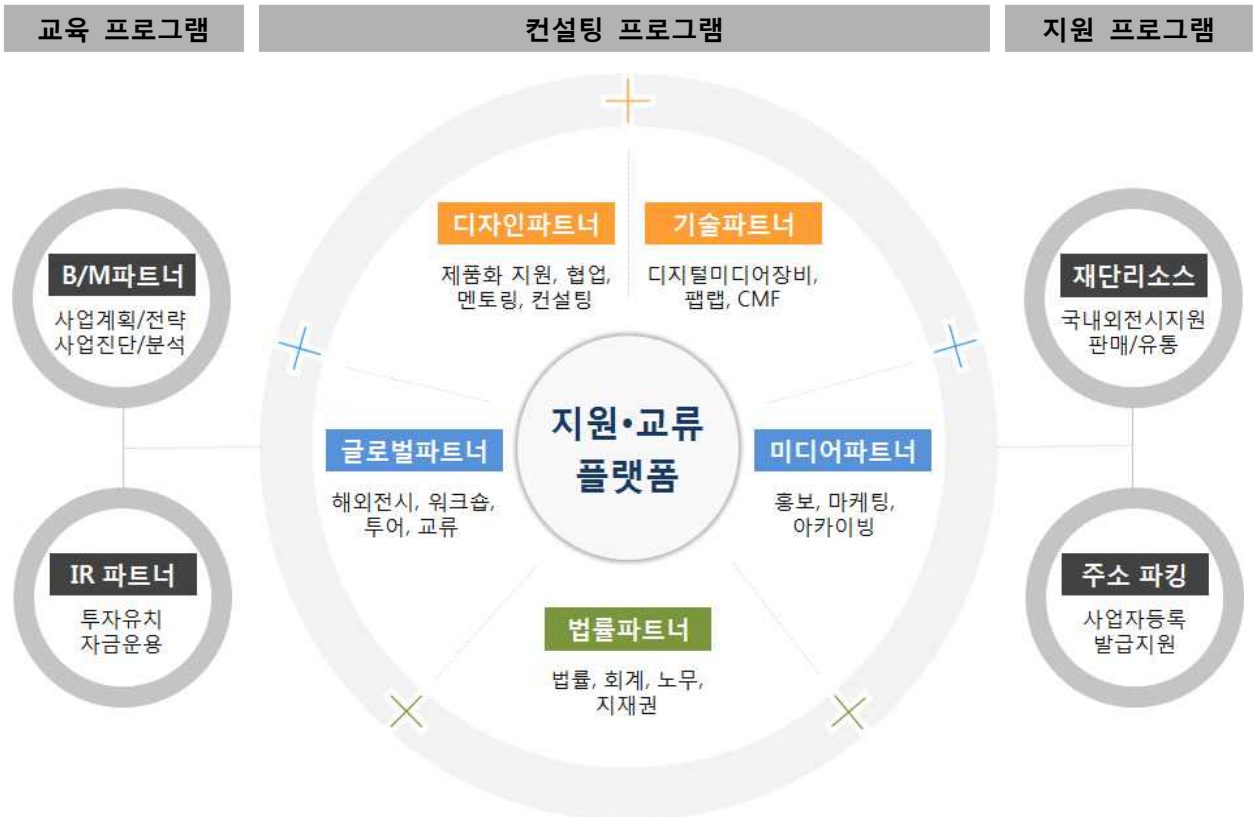 교육 프로그램
컨설팅 프로그램
지원 프로그램
디자인파트너
제품화 지원, 협업,
멘토링, 컨설팅
기술파트너
디지털미디어장비,
팹랩, CMF
B/M파트너
사업계획/전략
사업진단/분석
재단리소스
국내외전시지원
판매/유통
지원•교류
플랫폼
글로벌파트너
해외전시, 워크숍,
투어, 교류
미디어파트너
홍보, 마케팅,
아카이빙
IR 파트너
투자유치
자금운용
주소 파킹
사업자등록
발급지원
법률파트너
법률, 회계, 노무,
지재권